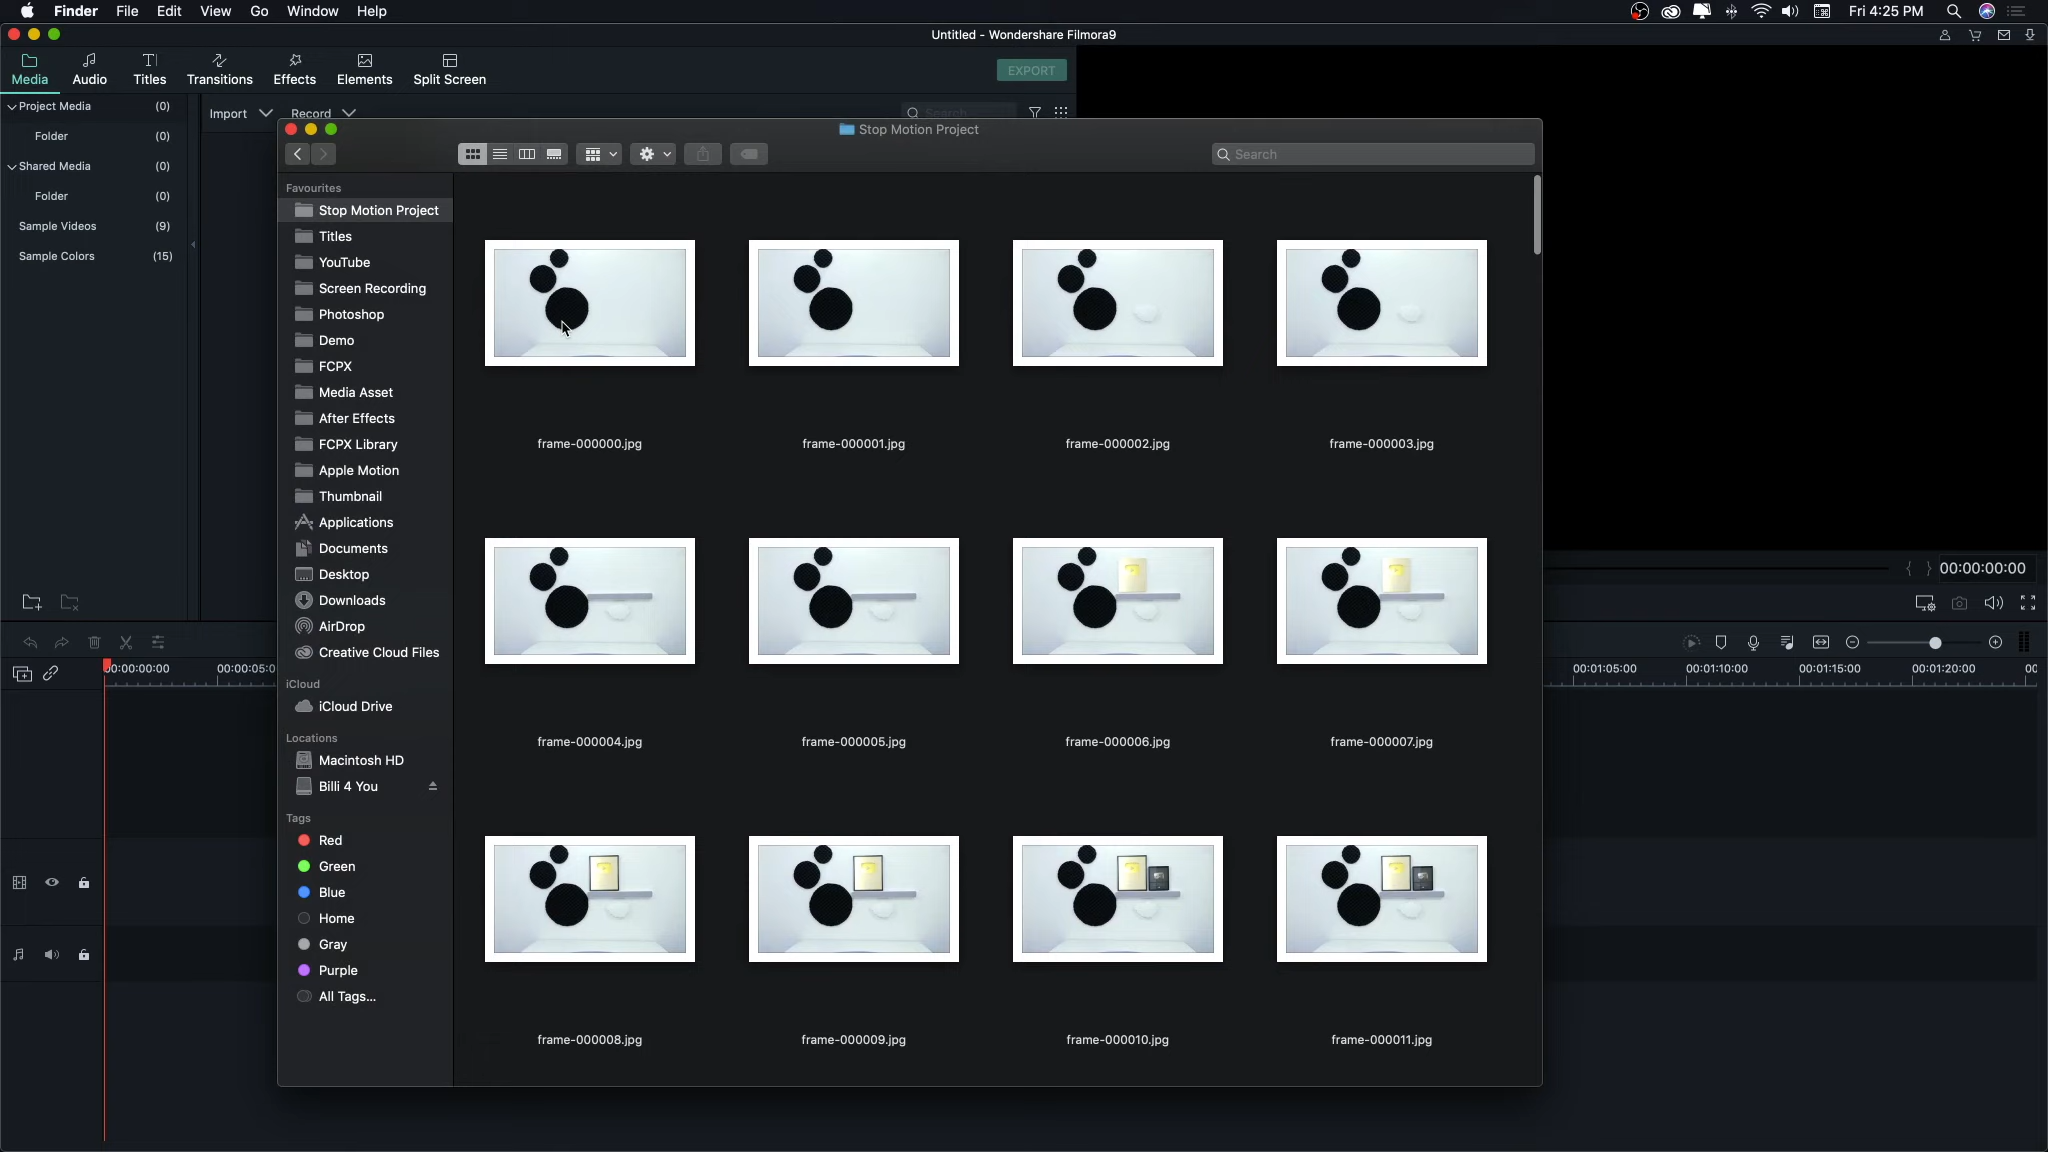 Finder File Edit View Go Window Help Fri 4:25 PM
Untitled - Wondershare Filmora9
Media Audio Titles Transitions Effects Elements Split Screen EXPORT
Project Media (0)
Import Record Search
Folder (0)
Shared Media (0)
Folder (0)
Sample Videos (9)
Sample Colors (15)
Stop Motion Project
Search
Favourites
Stop Motion Project
Titles
YouTube
Screen Recording
Photoshop
Demo
FCPX
Media Asset
After Effects
FCPX Library
Apple Motion
Thumbnail
Applications
Documents
Desktop
Downloads
AirDrop
Creative Cloud Files
iCloud
iCloud Drive
Locations
Macintosh HD
Billi 4 You
Tags
Red
Green
Blue
Home
Gray
Purple
All Tags...
frame-000000.jpg frame-000001.jpg frame-000002.jpg frame-000003.jpg
frame-000004.jpg frame-000005.jpg frame-000006.jpg frame-000007.jpg
frame-000008.jpg frame-000009.jpg frame-000010.jpg frame-000011.jpg
{ } 00:00:00:00
00:00:00:00 00:00:05:0 00:01:05:00 00:01:10:00 00:01:15:00 00:01:20:00 00